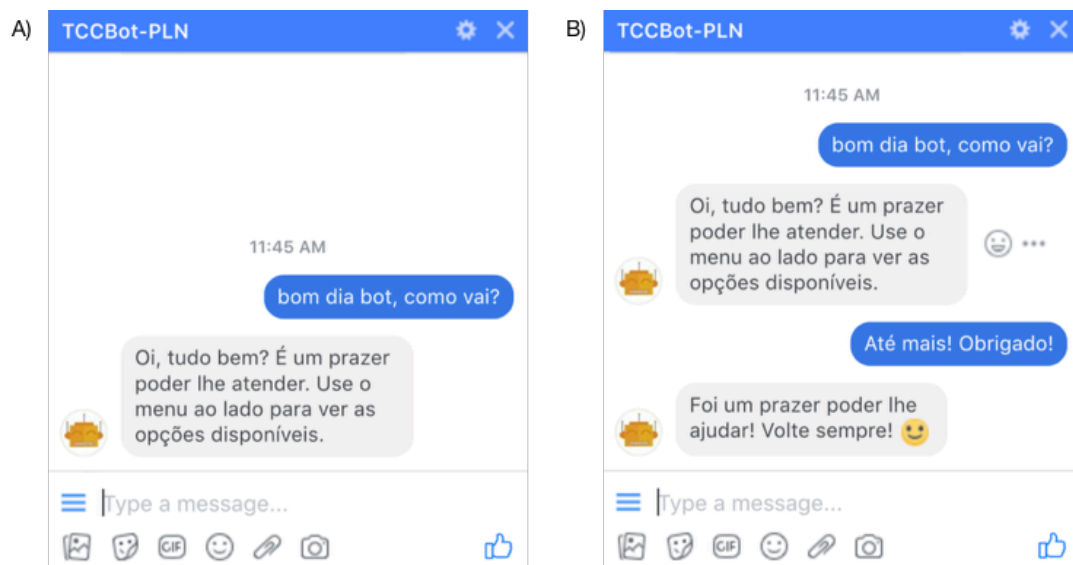 A)
TCCBot-PLN
11:45 AM
bom dia bot, como vai?
Oi, tudo bem? É um prazer
poder lhe atender. Use o
menu ao lado para ver as
opções disponíveis.
Type a message...
GIF
B)
TCCBot-PLN
11:45 AM
bom dia bot, como vai?
Oi, tudo bem? É um prazer
poder lhe atender. Use o
menu ao lado para ver as
opções disponíveis.
Até mais! Obrigado!
Foi um prazer poder lhe
ajudar! Volte sempre! 😉
Type a message...
GIF